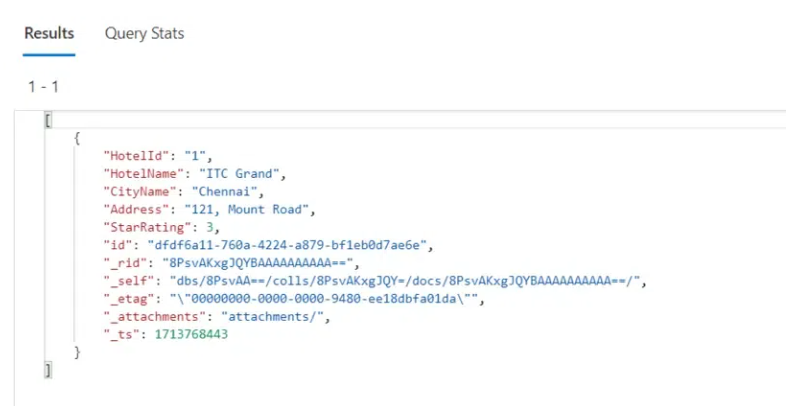 Results Query Stats
1 - 1
[
{
"HotelId": "1",
"HotelName": "ITC Grand",
"CityName": "Chennai",
"Address": "121, Mount Road",
"StarRating": 3,
"id": "dfdf6a11-760a-4224-a879-bf1eb0d7ae6e",
"_rid": "8PsvAKxgJQYBAAAAAAAAAA==",
"_self": "dbs/8PsvAA==/colls/8PsvAKxgJQY=/docs/8PsvAKxgJQYBAAAAAAAAAA==/",
"_etag": "\"00000000-0000-0000-9480-ee18dbfa01da\"",
"_attachments": "attachments/",
"_ts": 1713768443
}
]